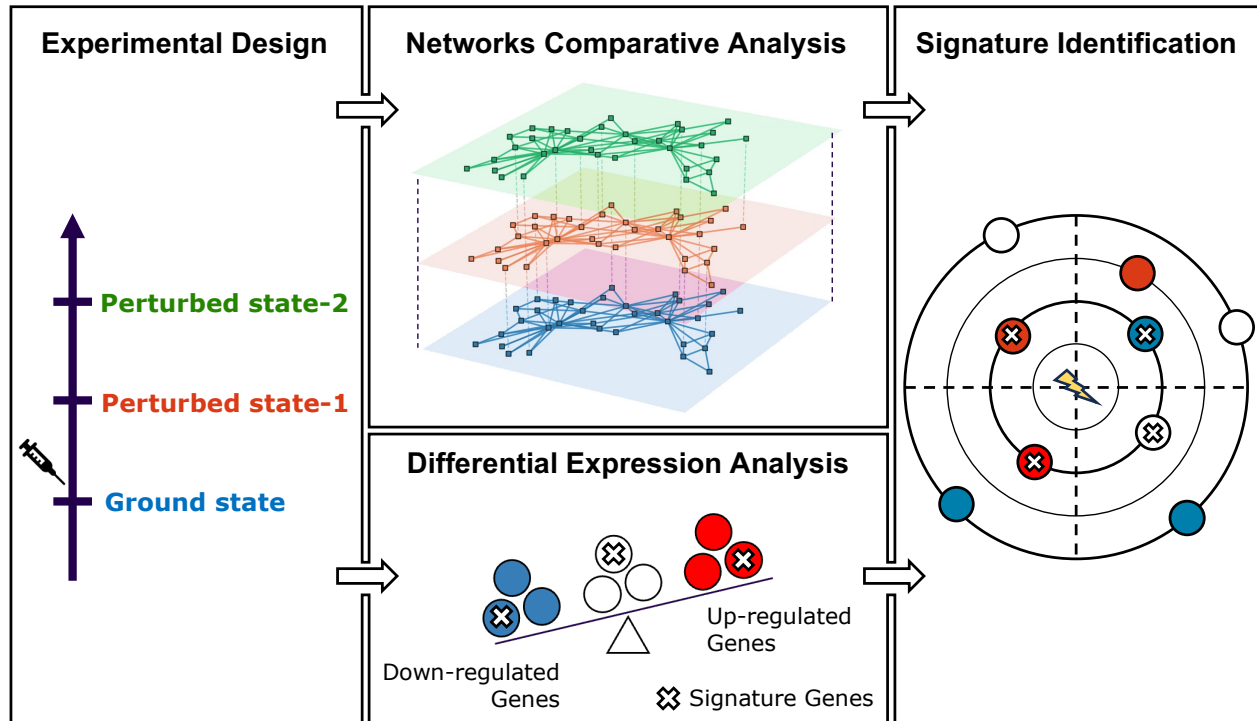 Experimental Design
Perturbed state-2
Perturbed state-1
Ground state
Networks Comparative Analysis
Differential Expression Analysis
Up-regulated
Genes
Down-regulated
Genes
Signature Genes
Signature Identification